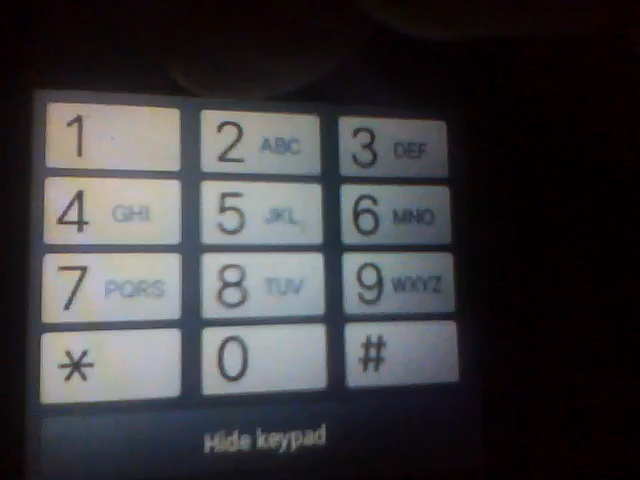 1 2 ABC 3 DEF
4 GHI 5 JKL 6 MNO
7 PQRS 8 TUV 9 WXYZ
* 0 #
Hide keypad